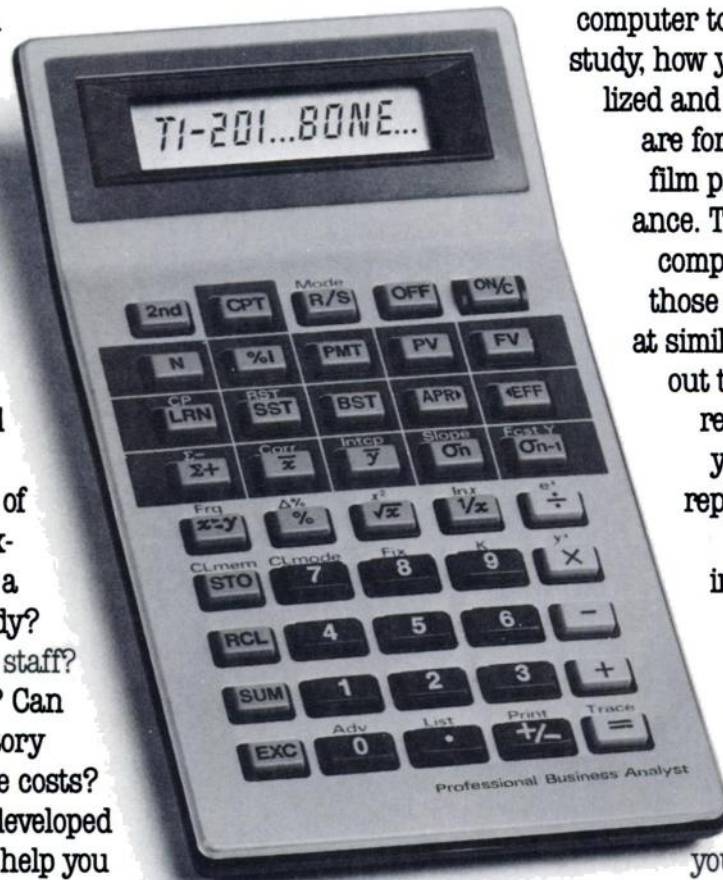 computer to
study, how y
lized and
are for
film p
ance. T
comp
those
at simil
out t
re
y
rep
in
you
of
x-
a
dy?
staff?
? Can
tory
e costs?
developed
help you
TI-201...BONE...
Mode
2nd CPT R/S OFF ON/C
N %I PMT PV FV
CP RST
LRN SST BST APR▸ ◂EFF
Σ- Corr Intcp Slope Fcst Y
Σ+ x̅ y̅ σn σn-1
Frq Δ% x² lnx eˣ
x⇄y % √x 1/x ÷
CLmem CLmode Fix K yˣ
STO 7 8 9 ×
RCL 4 5 6 −
SUM 1 2 3 +
Adv List Print Trace
EXC 0 . +/− =
Professional Business Analyst